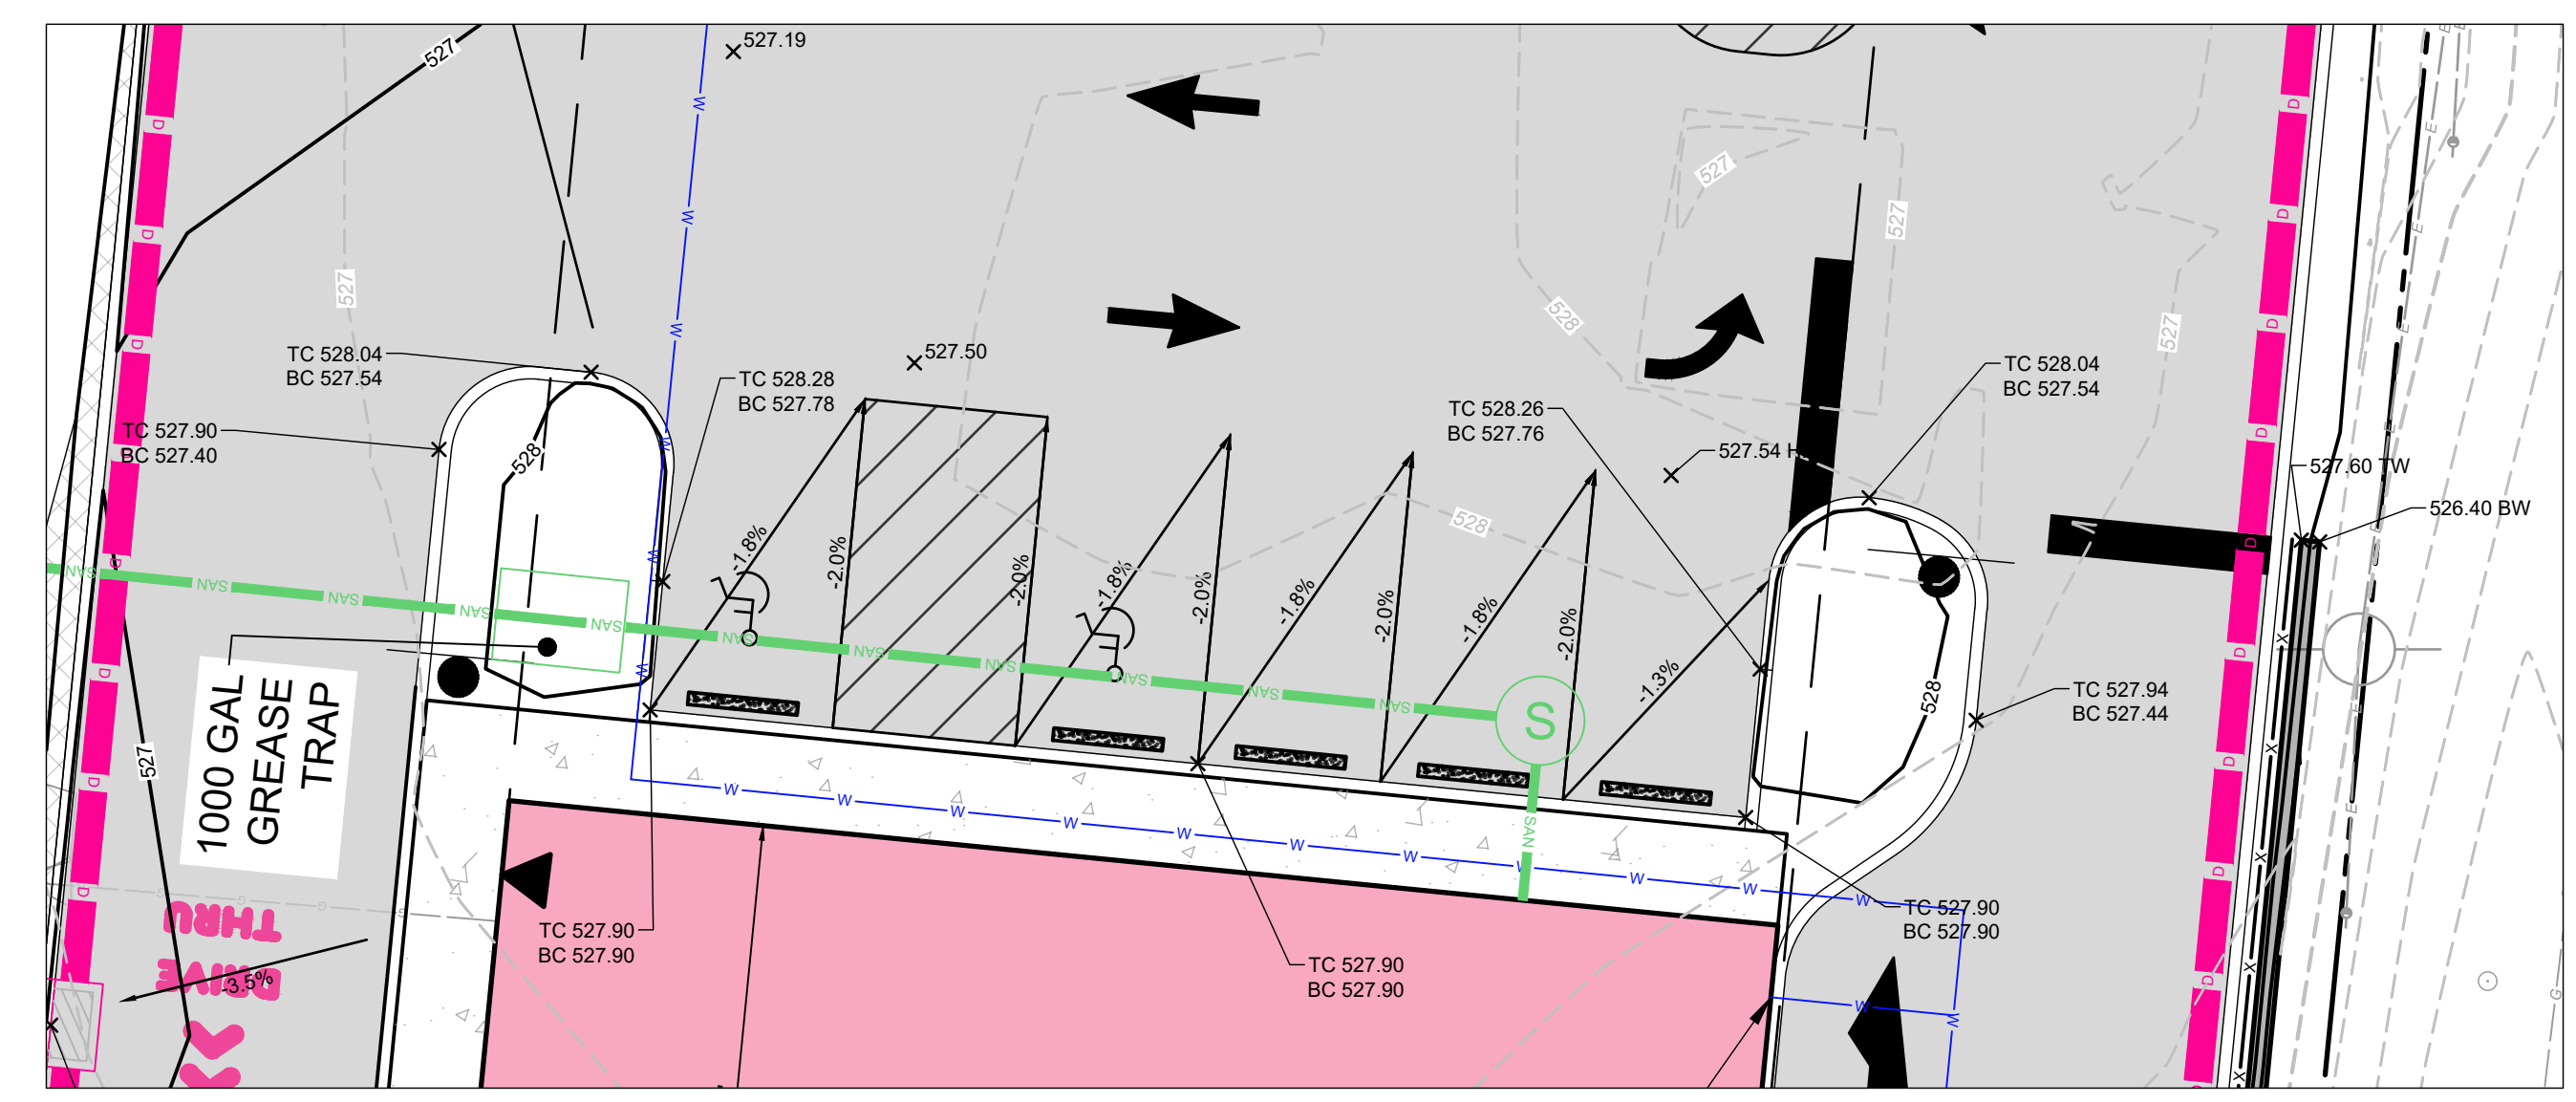 527
527.19
527
527
527
527
528
TC 528.04
BC 527.54
527.50
TC 528.28
BC 527.78
TC 528.04
BC 527.54
TC 528.26
BC 527.76
TC 527.90
BC 527.40
528
527.54 H
527.60 TW
526.40 BW
528
-1.8%
-2.0%
-2.0%
-1.8%
-2.0%
-1.8%
-2.0%
-1.8%
-2.0%
-1.3%
528
TC 527.94
BC 527.44
SAN SAN SAN SAN SAN SAN SAN SAN SAN SAN SAN
S
SAN
1000 GAL
GREASE
TRAP
527
W W W W W W W
W W W W W W W W W W W
W W
D D D D D D D D
D D D D D D D D D
X X X X X
E E E E E E
G G G
G
TC 527.90
BC 527.90
TC 527.90
BC 527.90
TC 527.90
BC 527.90
THRU
DRIVE
-3.5%